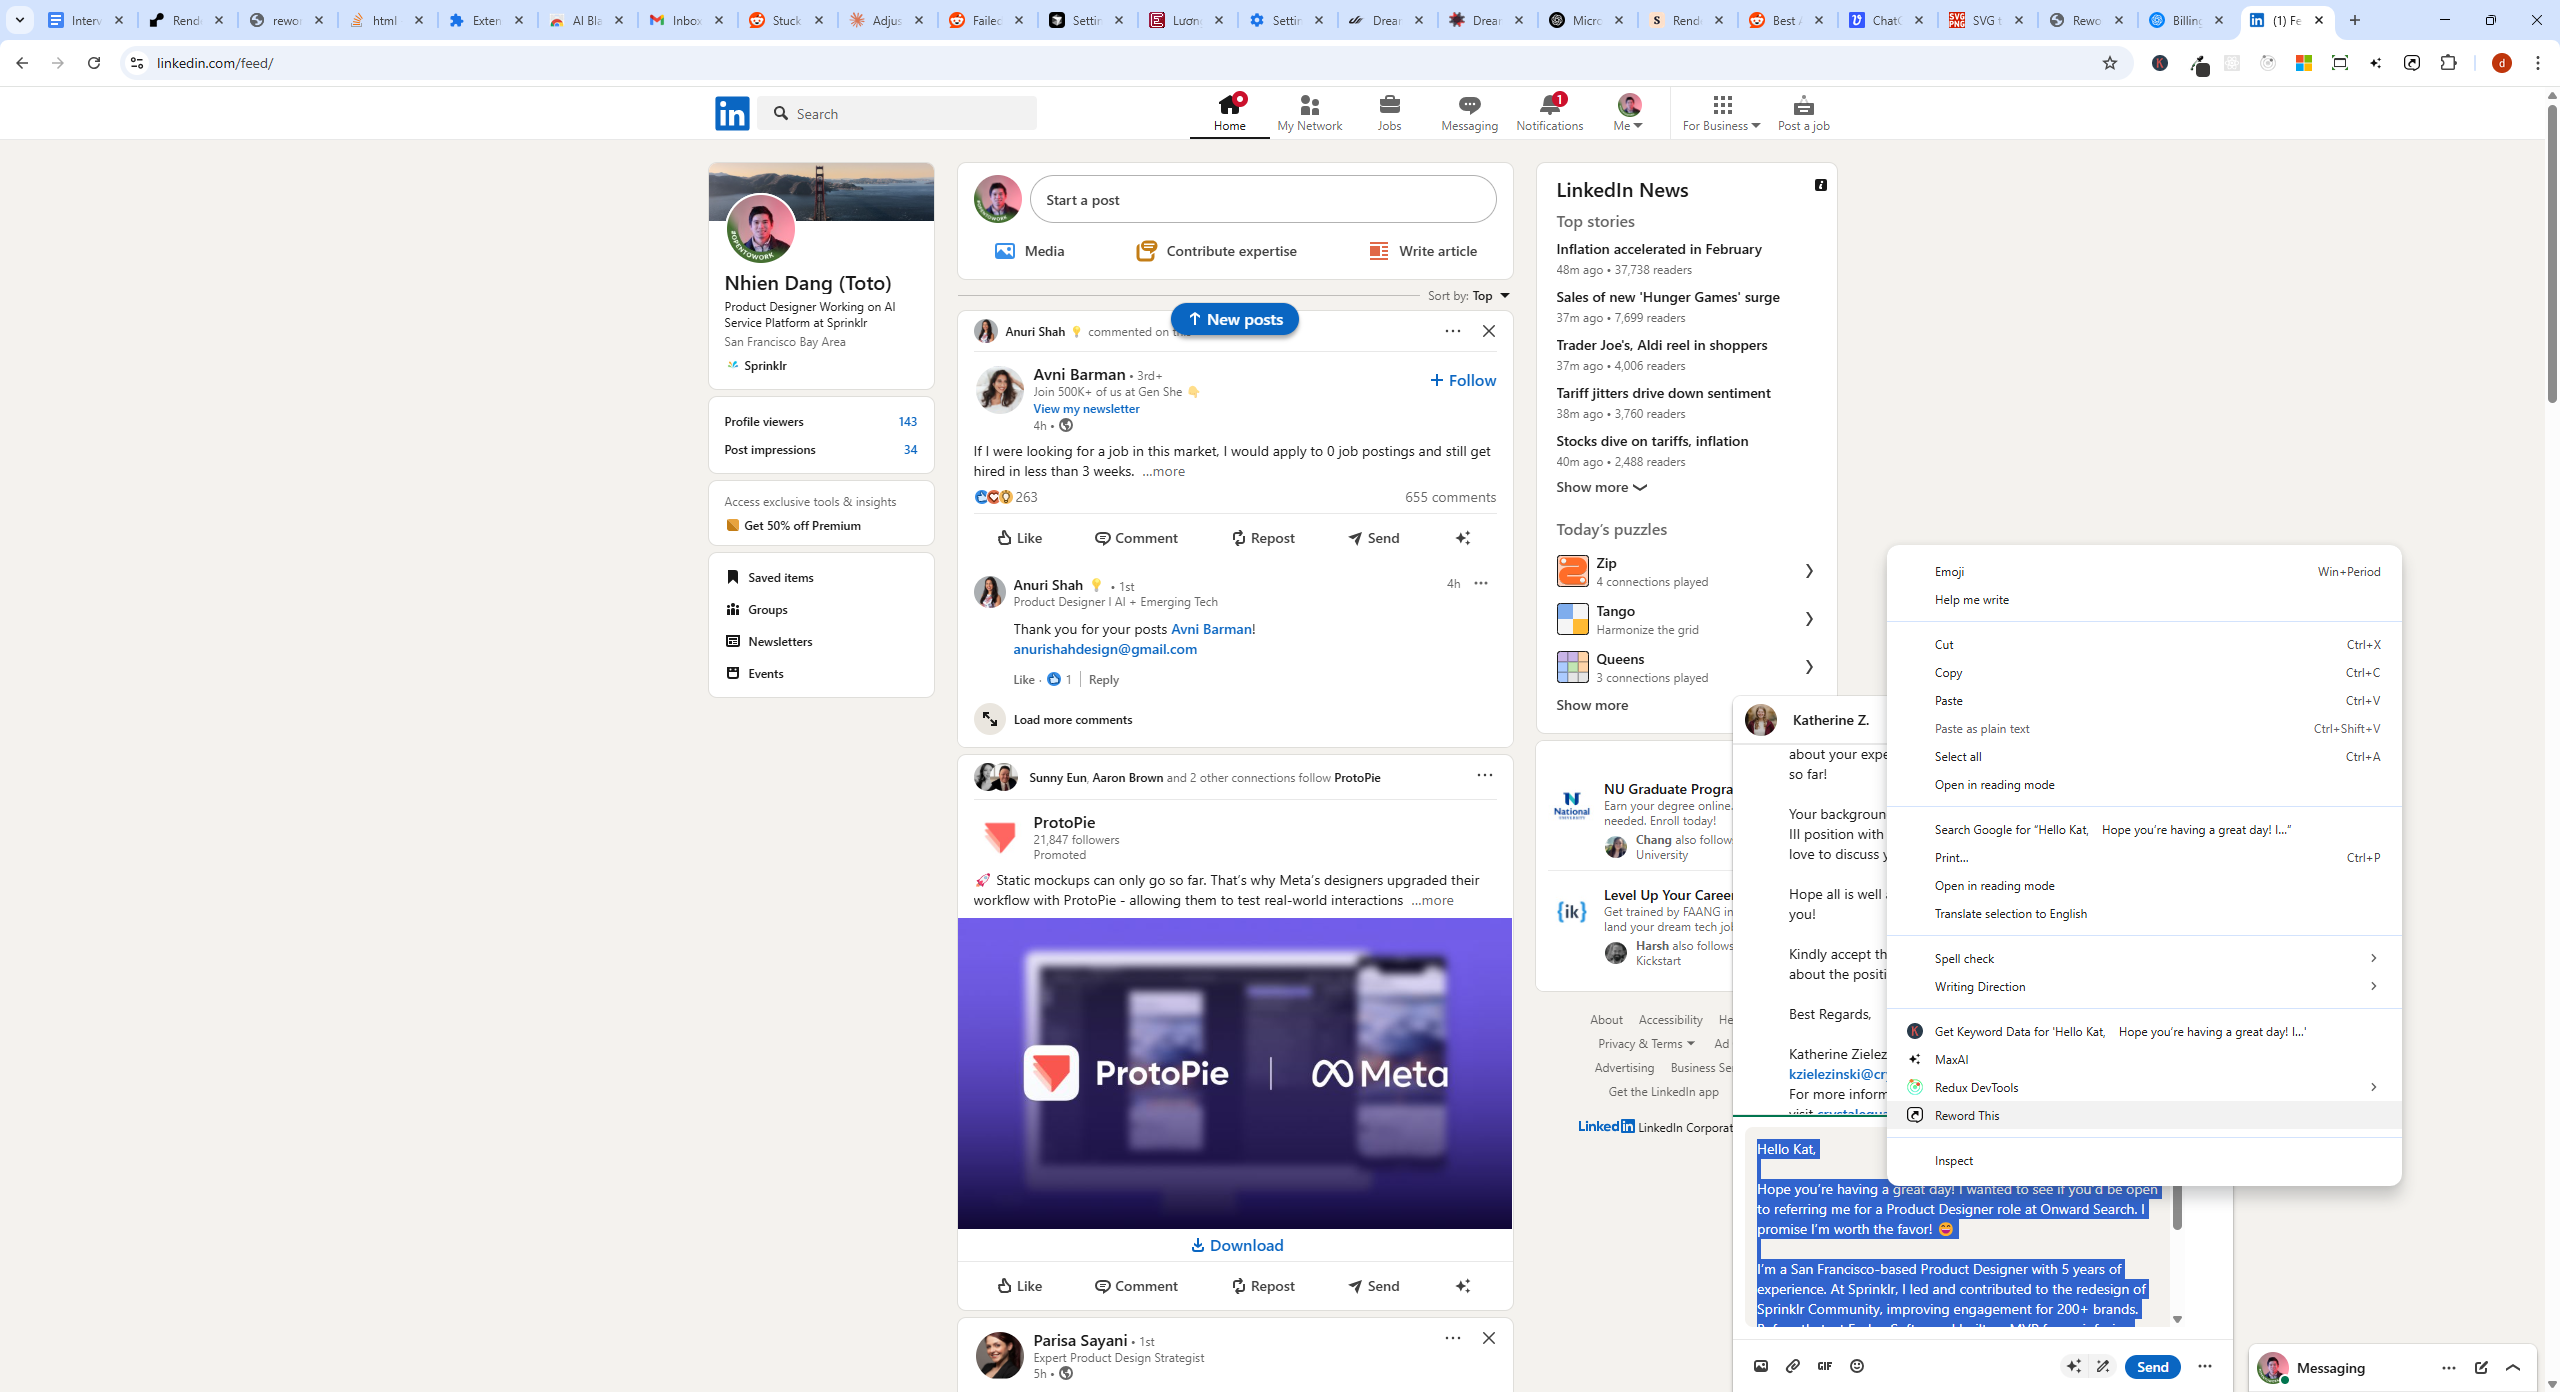 Interv
Rende
rewor
html
Exten
AI Bla
Inbox
Stuck
Adjus
Failed
Settin
Lươn
Settin
Drear
Drear
Micro
Rend
Best A
Chat
SVG t
Rewo
Billing
(1) Fe
linkedin.com/feed/
d
in
Search
Home
My Network
Jobs
Messaging
1
Notifications
Me
For Business
Post a job
#OPENTOWORK
Nhien Dang (Toto)
Product Designer Working on AI
Service Platform at Sprinklr
San Francisco Bay Area
Sprinklr
Profile viewers 143
Post impressions 34
Access exclusive tools & insights
Get 50% off Premium
Saved items
Groups
Newsletters
Events
Start a post
Media
Contribute expertise
Write article
Sort by: Top
New posts
Anuri Shah 💡 commented on this
Avni Barman • 3rd+
Join 500K+ of us at Gen She 👇
View my newsletter
4h •
Follow
If I were looking for a job in this market, I would apply to 0 job postings and still get
hired in less than 3 weeks. ...more
263
655 comments
Like
Comment
Repost
Send
Anuri Shah 💡 • 1st
4h
Product Designer l AI + Emerging Tech
Thank you for your posts Avni Barman!
anurishahdesign@gmail.com
Like · 1 | Reply
Load more comments
Sunny Eun, Aaron Brown and 2 other connections follow ProtoPie
ProtoPie
21,847 followers
Promoted
🚀 Static mockups can only go so far. That's why Meta's designers upgraded their
workflow with ProtoPie - allowing them to test real-world interactions ...more
ProtoPie | Meta
Download
Like
Comment
Repost
Send
Parisa Sayani • 1st
Expert Product Design Strategist
5h •
LinkedIn News
Top stories
Inflation accelerated in February
48m ago • 37,738 readers
Sales of new 'Hunger Games' surge
37m ago • 7,699 readers
Trader Joe's, Aldi reel in shoppers
37m ago • 4,006 readers
Tariff jitters drive down sentiment
38m ago • 3,760 readers
Stocks dive on tariffs, inflation
40m ago • 2,488 readers
Show more
Today's puzzles
Zip
4 connections played
Tango
Harmonize the grid
Queens
3 connections played
Show more
NATIONAL UNIVERSITY
NU Graduate Progra
Earn your degree online.
needed. Enroll today!
Chang also follows
University
{ik}
Level Up Your Career
Get trained by FAANG in
land your dream tech job
Harsh also follows
Kickstart
About
Accessibility
He
Privacy & Terms
Ad
Advertising
Business Ser
Get the LinkedIn app
LinkedIn LinkedIn Corporat
Katherine Z.
about your expe
so far!
Your backgroun
III position with
love to discuss y
Hope all is well
you!
Kindly accept th
about the positi
Best Regards,
Katherine Zielez
kzielezinski@cry
For more inform
visit crystalequa
Hello Kat,
Hope you're having a great day! I wanted to see if you'd be open
to referring me for a Product Designer role at Onward Search. I
promise I'm worth the favor! 😄
I'm a San Francisco-based Product Designer with 5 years of
experience. At Sprinklr, I led and contributed to the redesign of
Sprinklr Community, improving engagement for 200+ brands.
GIF
Send
Emoji Win+Period
Help me write
Cut Ctrl+X
Copy Ctrl+C
Paste Ctrl+V
Paste as plain text Ctrl+Shift+V
Select all Ctrl+A
Open in reading mode
Search Google for "Hello Kat, Hope you're having a great day! I..."
Print... Ctrl+P
Open in reading mode
Translate selection to English
Spell check
Writing Direction
Get Keyword Data for 'Hello Kat, Hope you're having a great day! I...'
MaxAI
Redux DevTools
Reword This
Inspect
Messaging